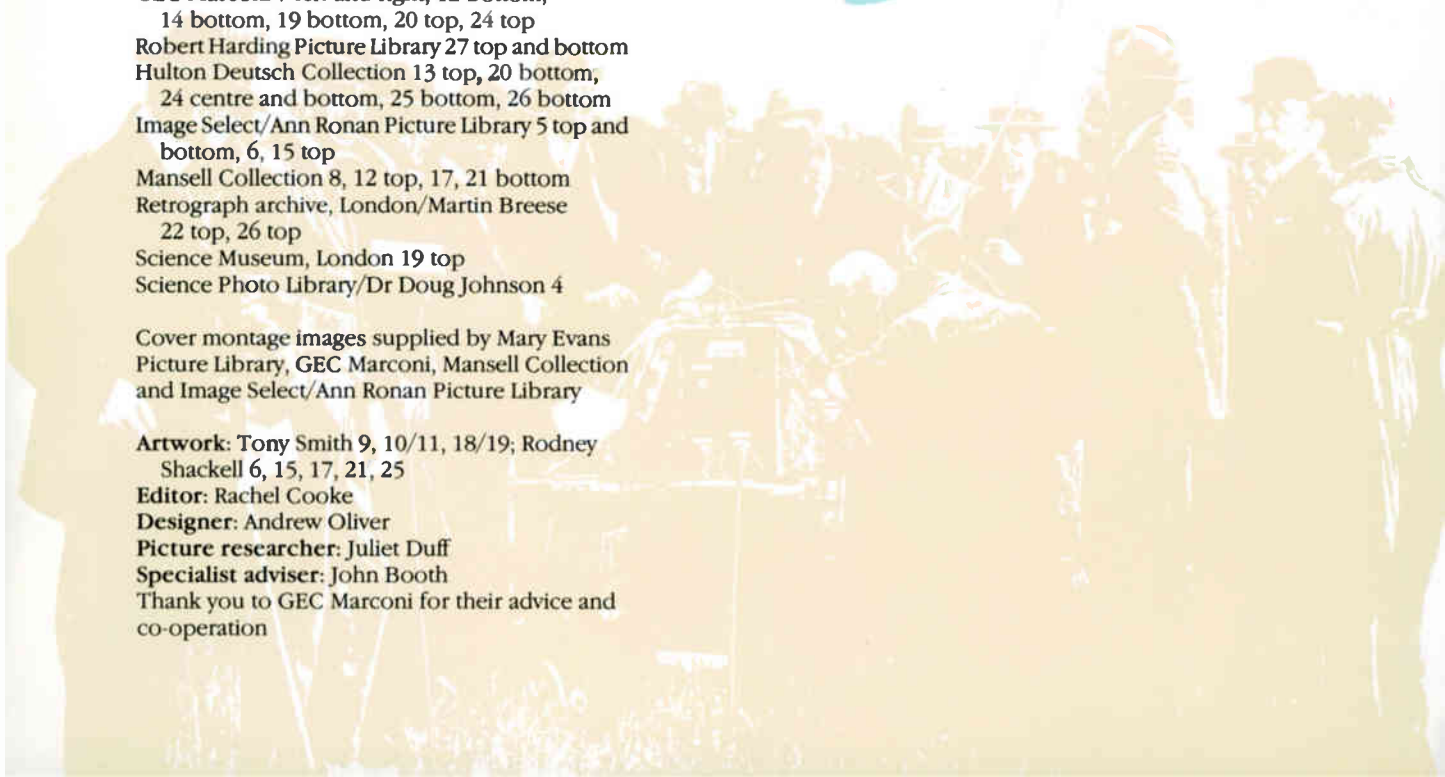 14 bottom, 19 bottom, 20 top, 24 top
Robert Harding Picture Library 27 top and bottom
Hulton Deutsch Collection 13 top, 20 bottom,
24 centre and bottom, 25 bottom, 26 bottom
Image Select/Ann Ronan Picture Library 5 top and
bottom, 6, 15 top
Mansell Collection 8, 12 top, 17, 21 bottom
Retrograph archive, London/Martin Breese
22 top, 26 top
Science Museum, London 19 top
Science Photo Library/Dr Doug Johnson 4
Cover montage images supplied by Mary Evans
Picture Library, GEC Marconi, Mansell Collection
and Image Select/Ann Ronan Picture Library
Artwork: Tony Smith 9, 10/11, 18/19; Rodney
Shackell 6, 15, 17, 21, 25
Editor: Rachel Cooke
Designer: Andrew Oliver
Picture researcher: Juliet Duff
Specialist adviser: John Booth
Thank you to GEC Marconi for their advice and
co-operation